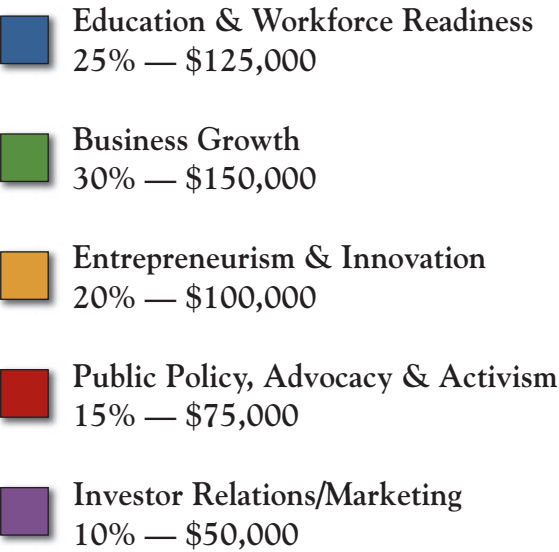 Education & Workforce Readiness
25% — $125,000
Business Growth
30% — $150,000
Entrepreneurism & Innovation
20% — $100,000
Public Policy, Advocacy & Activism
15% — $75,000
Investor Relations/Marketing
10% — $50,000